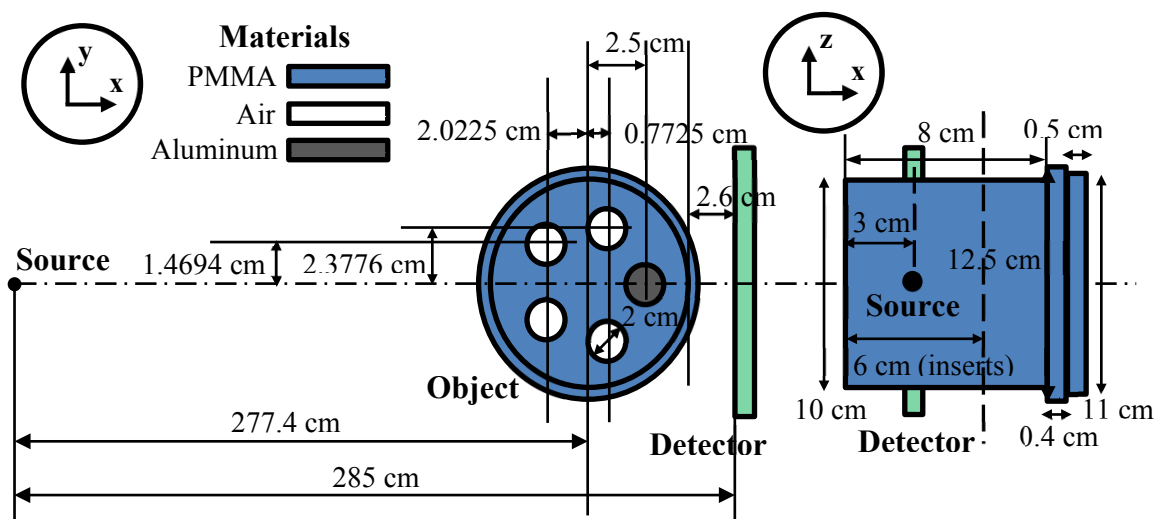 y
x
Materials
PMMA
Air
Aluminum
2.5 cm
2.0225 cm
0.7725cm
2.6 cm
Source
1.4694 cm
2.3776 cm
2 cm
Object
277.4 cm
Detector
285 cm
z
x
8 cm
0.5 cm
3 cm
12.5 cm
Source
6 cm (inserts)
10 cm
11 cm
Detector
0.4 cm